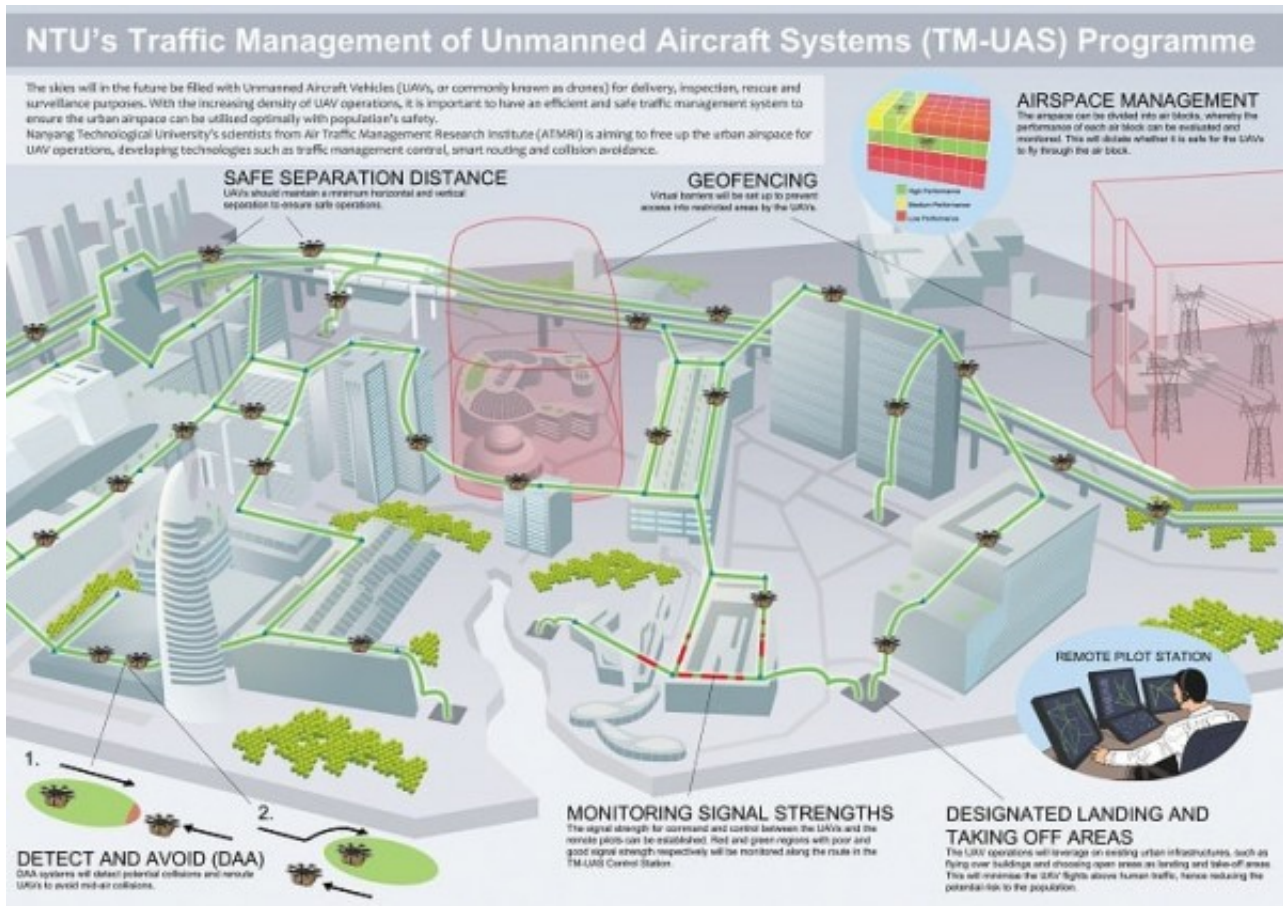 NTU's Traffic Management of Unmanned Aircraft Systems (TM-UAS) Programme
The skies will in the future be filled with Unmanned Aircraft Vehicles (UAVs, or commonly known as drones) for delivery, inspection, rescue and
surveillance purposes. With the increasing density of UAV operations, it is important to have an efficient and safe traffic management system to
ensure the urban airspace can be utilised optimally with population's safety.
Nanyang Technological University's scientists from Air Traffic Management Research Institute (ATMRI) is aiming to free up the urban airspace for
UAV operations, developing technologies such as traffic management control, smart routing and collision avoidance.
AIRSPACE MANAGEMENT
The airspace can be divided into air blocks, whereby the
performance of each air block can be evaluated and
monitored. This will dictate whether it is safe for the UAVs
to fly through the air block.
High Performance
Medium Performance
Low Performance
SAFE SEPARATION DISTANCE
UAVs should maintain a minimum horizontal and vertical
separation to ensure safe operations.
GEOFENCING
Virtual barriers will be set up to prevent
access into restricted areas by the UAVs.
REMOTE PILOT STATION
1.
2.
DETECT AND AVOID (DAA)
DAA systems will detect potential collisions and reroute
UAVs to avoid mid-air collisions.
MONITORING SIGNAL STRENGTHS
The signal strength for command and control between the UAVs and the
remote pilots can be established. Red and green regions with poor and
good signal strength respectively will be monitored along the route in the
TM-UAS Control Station.
DESIGNATED LANDING AND
TAKING OFF AREAS
The UAV operations will leverage on existing urban infrastructures, such as
flying over buildings and choosing open areas as landing and take-off areas.
This will minimise the UAV flights above human traffic, hence reducing the
potential risk to the population.